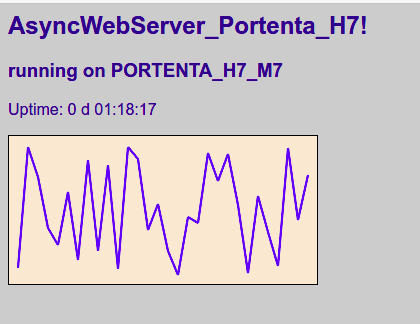 AsyncWebServer_Portenta_H7!
running on PORTENTA_H7_M7
Uptime: 0 d 01:18:17